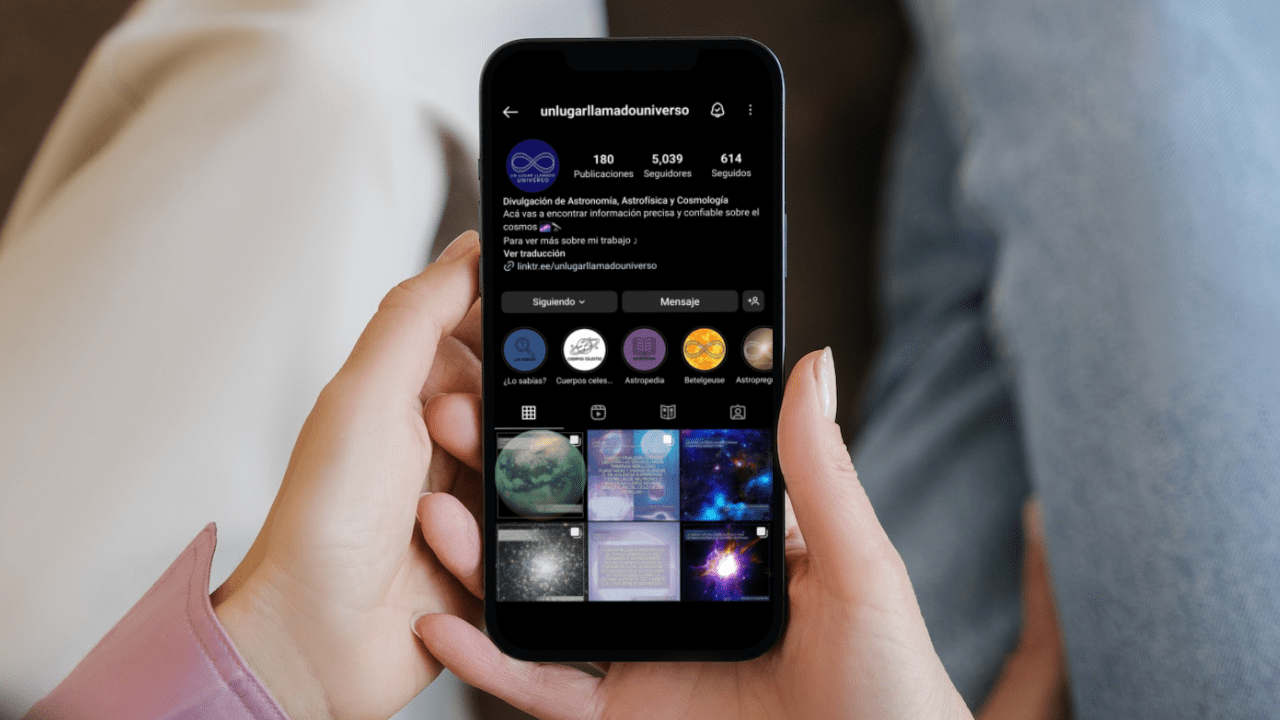 unlugarllamadouniverso
UN LUGAR LLAMADO
UNIVERSO
180
5,039
614
Publicaciones
Seguidores
Seguidos
Divulgación de Astronomía, Astrofísica y Cosmología
Acá vas a encontrar información precisa y confiable sobre el
cosmos
Para ver más sobre mi trabajo
Ver traducción
linktr.ee/unlugarllamadouniverso
Siguiendo
Mensaje
¿Lo sabías?
Cuerpos celes...
Astropedia
Betelgeuse
Astropreg